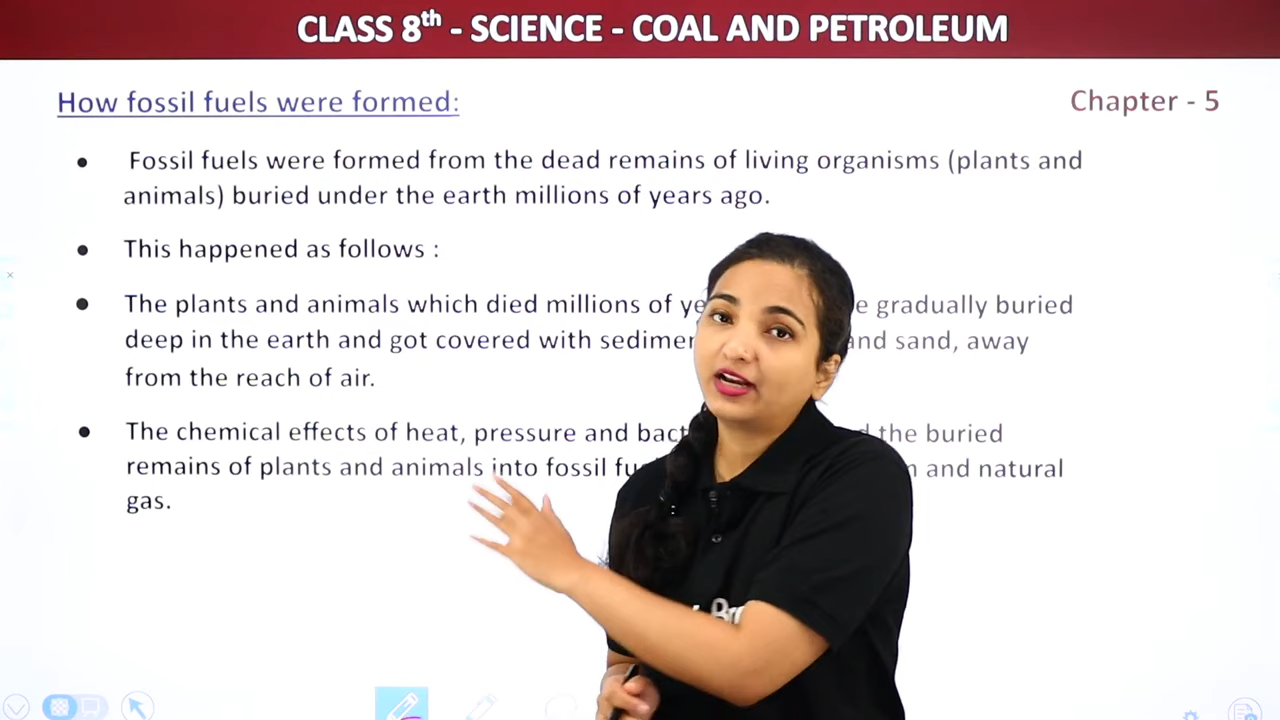 CLASS 8th - SCIENCE - COAL AND PETROLEUM
How fossil fuels were formed:
Chapter - 5
● Fossil fuels were formed from the dead remains of living organisms (plants and
animals) buried under the earth millions of years ago.
● This happened as follows :
● The plants and animals which died millions of gradually buried
deep in the earth and got covered with and sand, away
from the reach of air.
● The chemical effects of heat, pressure and the buried
remains of plants and animals into fossil and natural
gas.